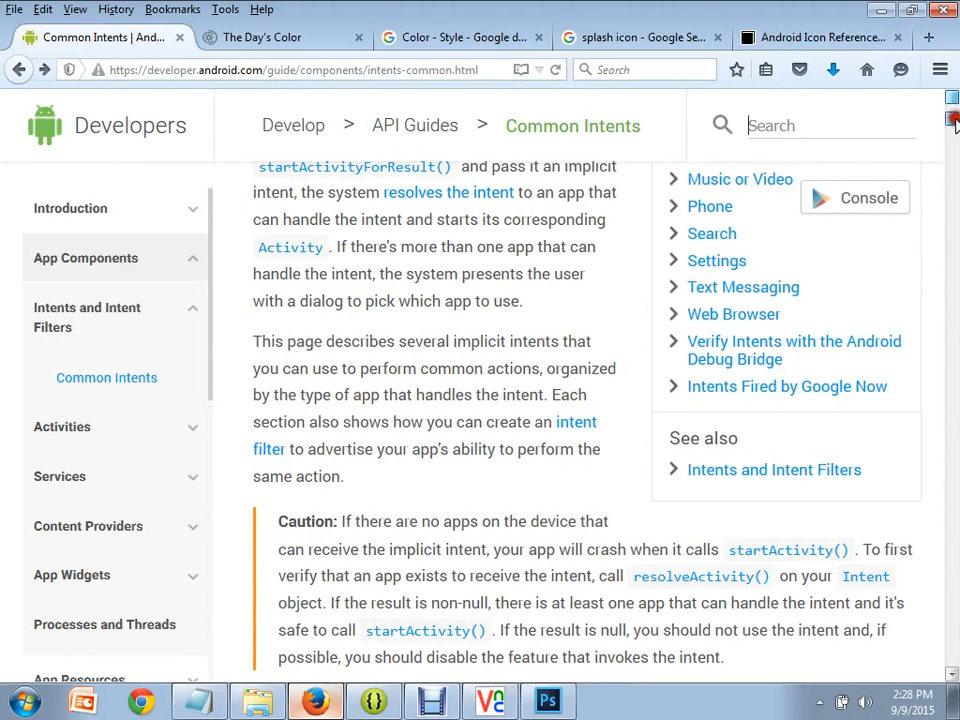 File Edit View History Bookmarks Tools Help
Common Intents | And... The Day's Color Color - Style - Google d... splash icon - Google Se... Android Icon Reference...
https://developer.android.com/guide/components/intents-common.html Search
Developers Develop > API Guides > Common Intents Search
Console
Introduction
App Components
Intents and Intent
Filters
Common Intents
Activities
Services
Content Providers
App Widgets
Processes and Threads
App Resources
startActivityForResult() and pass it an implicit
intent, the system resolves the intent to an app that
can handle the intent and starts its corresponding
Activity . If there's more than one app that can
handle the intent, the system presents the user
with a dialog to pick which app to use.
This page describes several implicit intents that
you can use to perform common actions, organized
by the type of app that handles the intent. Each
section also shows how you can create an intent
filter to advertise your app's ability to perform the
same action.
Caution: If there are no apps on the device that
can receive the implicit intent, your app will crash when it calls startActivity() . To first
verify that an app exists to receive the intent, call resolveActivity() on your Intent
object. If the result is non-null, there is at least one app that can handle the intent and it's
safe to call startActivity() . If the result is null, you should not use the intent and, if
possible, you should disable the feature that invokes the intent.
Music or Video
Phone
Search
Settings
Text Messaging
Web Browser
Verify Intents with the Android
Debug Bridge
Intents Fired by Google Now
See also
Intents and Intent Filters
Ps
2:28 PM
9/9/2015